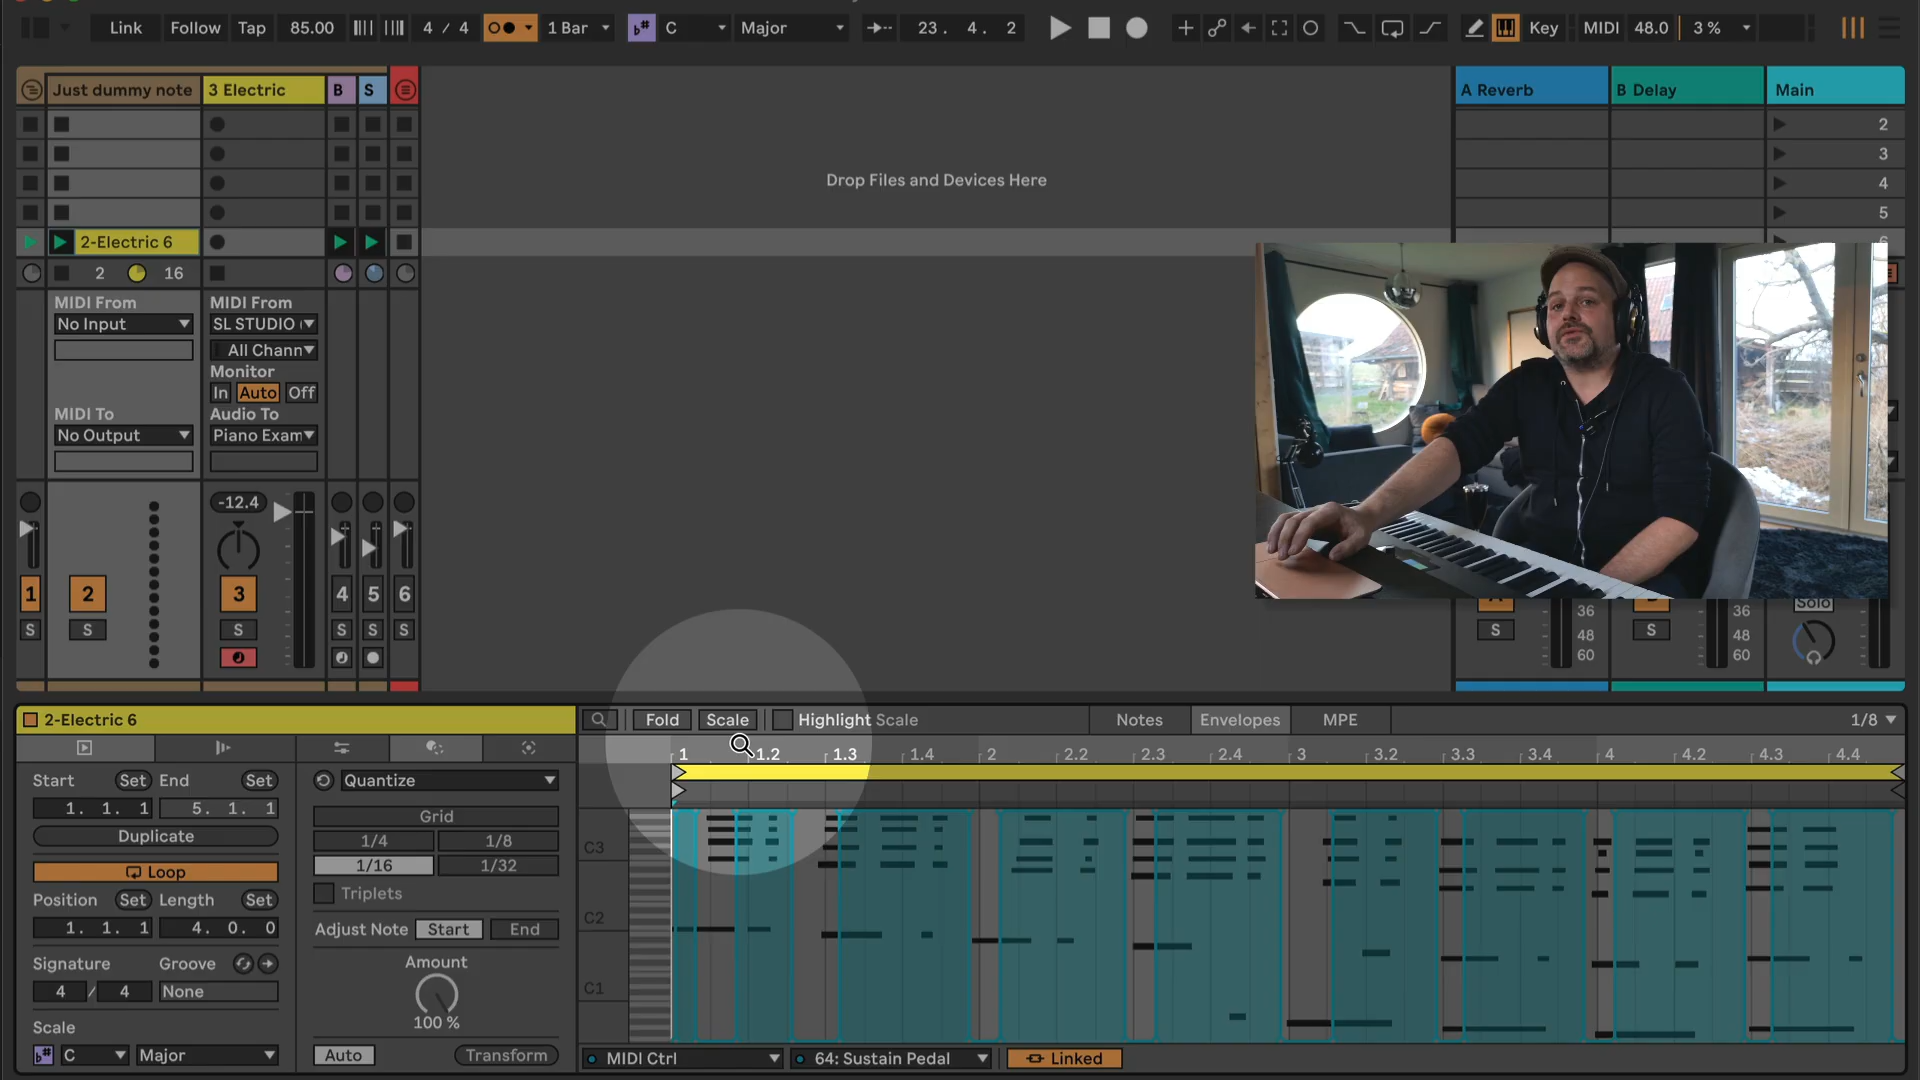 Link Follow Tap 85.00 4 / 4 1 Bar C Major 23. 4. 2 Key MIDI 48.0 3 %
Just dummy note 3 Electric B S A Reverb B Delay Main
2
3
Drop Files and Devices Here
4
5
2-Electric 6
2 16
MIDI From MIDI From
No Input SL STUDIO (
All Chann
Monitor
In Auto Off
MIDI To Audio To
No Output Piano Exam
-12.4
1 2 3 4 5 6
S S S S S S
Solo
36 36
S S
48 48
60 60
2-Electric 6
Fold Scale Highlight Scale Notes Envelopes MPE 1/8
1 1.2 1.3 1.4 2 2.2 2.4 3 3.2 3.3 3.4 4 4.2 4.3 4.4
Start Set End Set
1. 1. 1 5. 1. 1
Duplicate
Loop
Position Set Length Set
1. 1. 1 4. 0. 0
Signature Groove
4 / 4 None
Scale
C Major
Quantize
Grid
1/4 1/8
1/16 1/32
Triplets
Adjust Note Start End
Amount
100 %
Auto Transform
C3
C2
C1
MIDI Ctrl 64: Sustain Pedal Linked